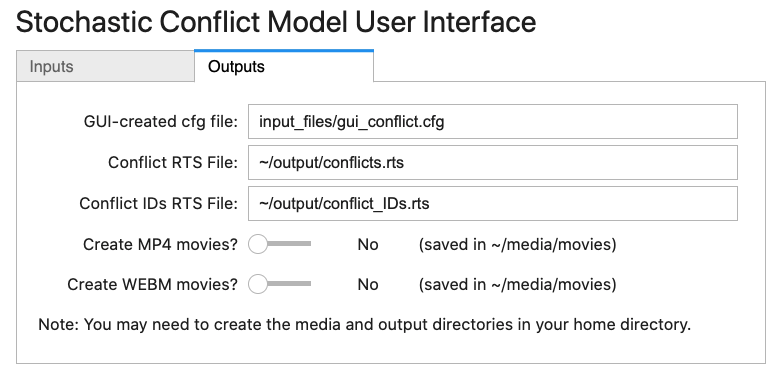 Stochastic Conflict Model User Interface
Inputs
Outputs
GUI-created cfg file: input_files/gui_conflict.cfg
Conflict RTS File: ~/output/conflicts.rts
Conflict IDs RTS File: ~/output/conflict_IDs.rts
Create MP4 movies? No (saved in ~/media/movies)
Create WEBM movies? No (saved in ~/media/movies)
Note: You may need to create the media and output directories in your home directory.